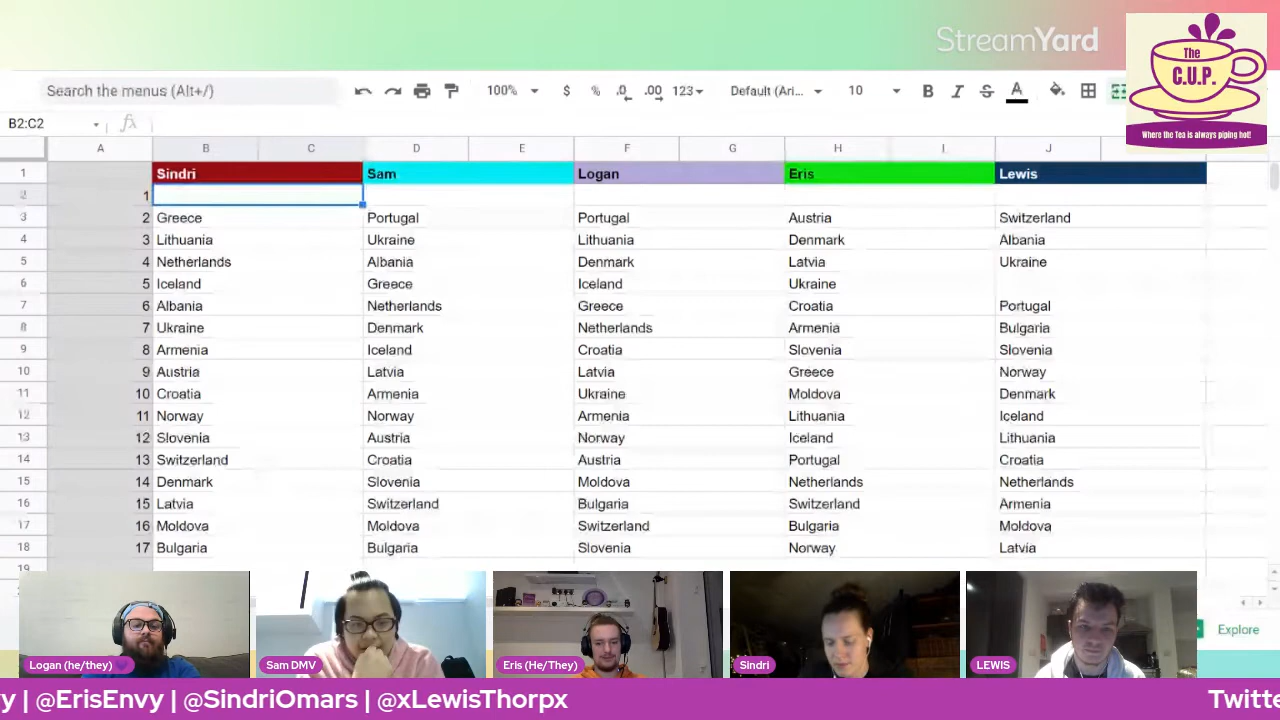 StreamYard
The
C.U.P.
Where the Tea is always piping hot!
Search the menus (Alt+/) 100% $ % .0 .00 123 Default (Ari... 10 B I S A
B2:C2 fx
A B C D E F G H I J
1 Sindri Sam Logan Eris Lewis
2 1
3 2 Greece Portugal Portugal Austria Switzerland
4 3 Lithuania Ukraine Lithuania Denmark Albania
5 4 Netherlands Albania Denmark Latvia Ukraine
6 5 Iceland Greece Iceland Ukraine
7 6 Albania Netherlands Greece Croatia Portugal
8 7 Ukraine Denmark Netherlands Armenia Bulgaria
9 8 Armenia Iceland Croatia Slovenia Slovenia
10 9 Austria Latvia Latvia Greece Norway
11 10 Croatia Armenia Ukraine Moldova Denmark
12 11 Norway Norway Armenia Lithuania Iceland
13 12 Slovenia Austria Norway Iceland Lithuania
14 13 Switzerland Croatia Austria Portugal Croatia
15 14 Denmark Slovenia Moldova Netherlands Netherlands
16 15 Latvia Switzerland Bulgaria Switzerland Armenia
17 16 Moldova Moldova Switzerland Bulgaria Moldova
18 17 Bulgaria Bulgaria Slovenia Norway Latvia
19
Explore
Logan (he/they) Sam DMV Eris (He/They) Sindri LEWIS
y | @ErisEnvy | @SindriOmars | @xLewisThorpx Twitte